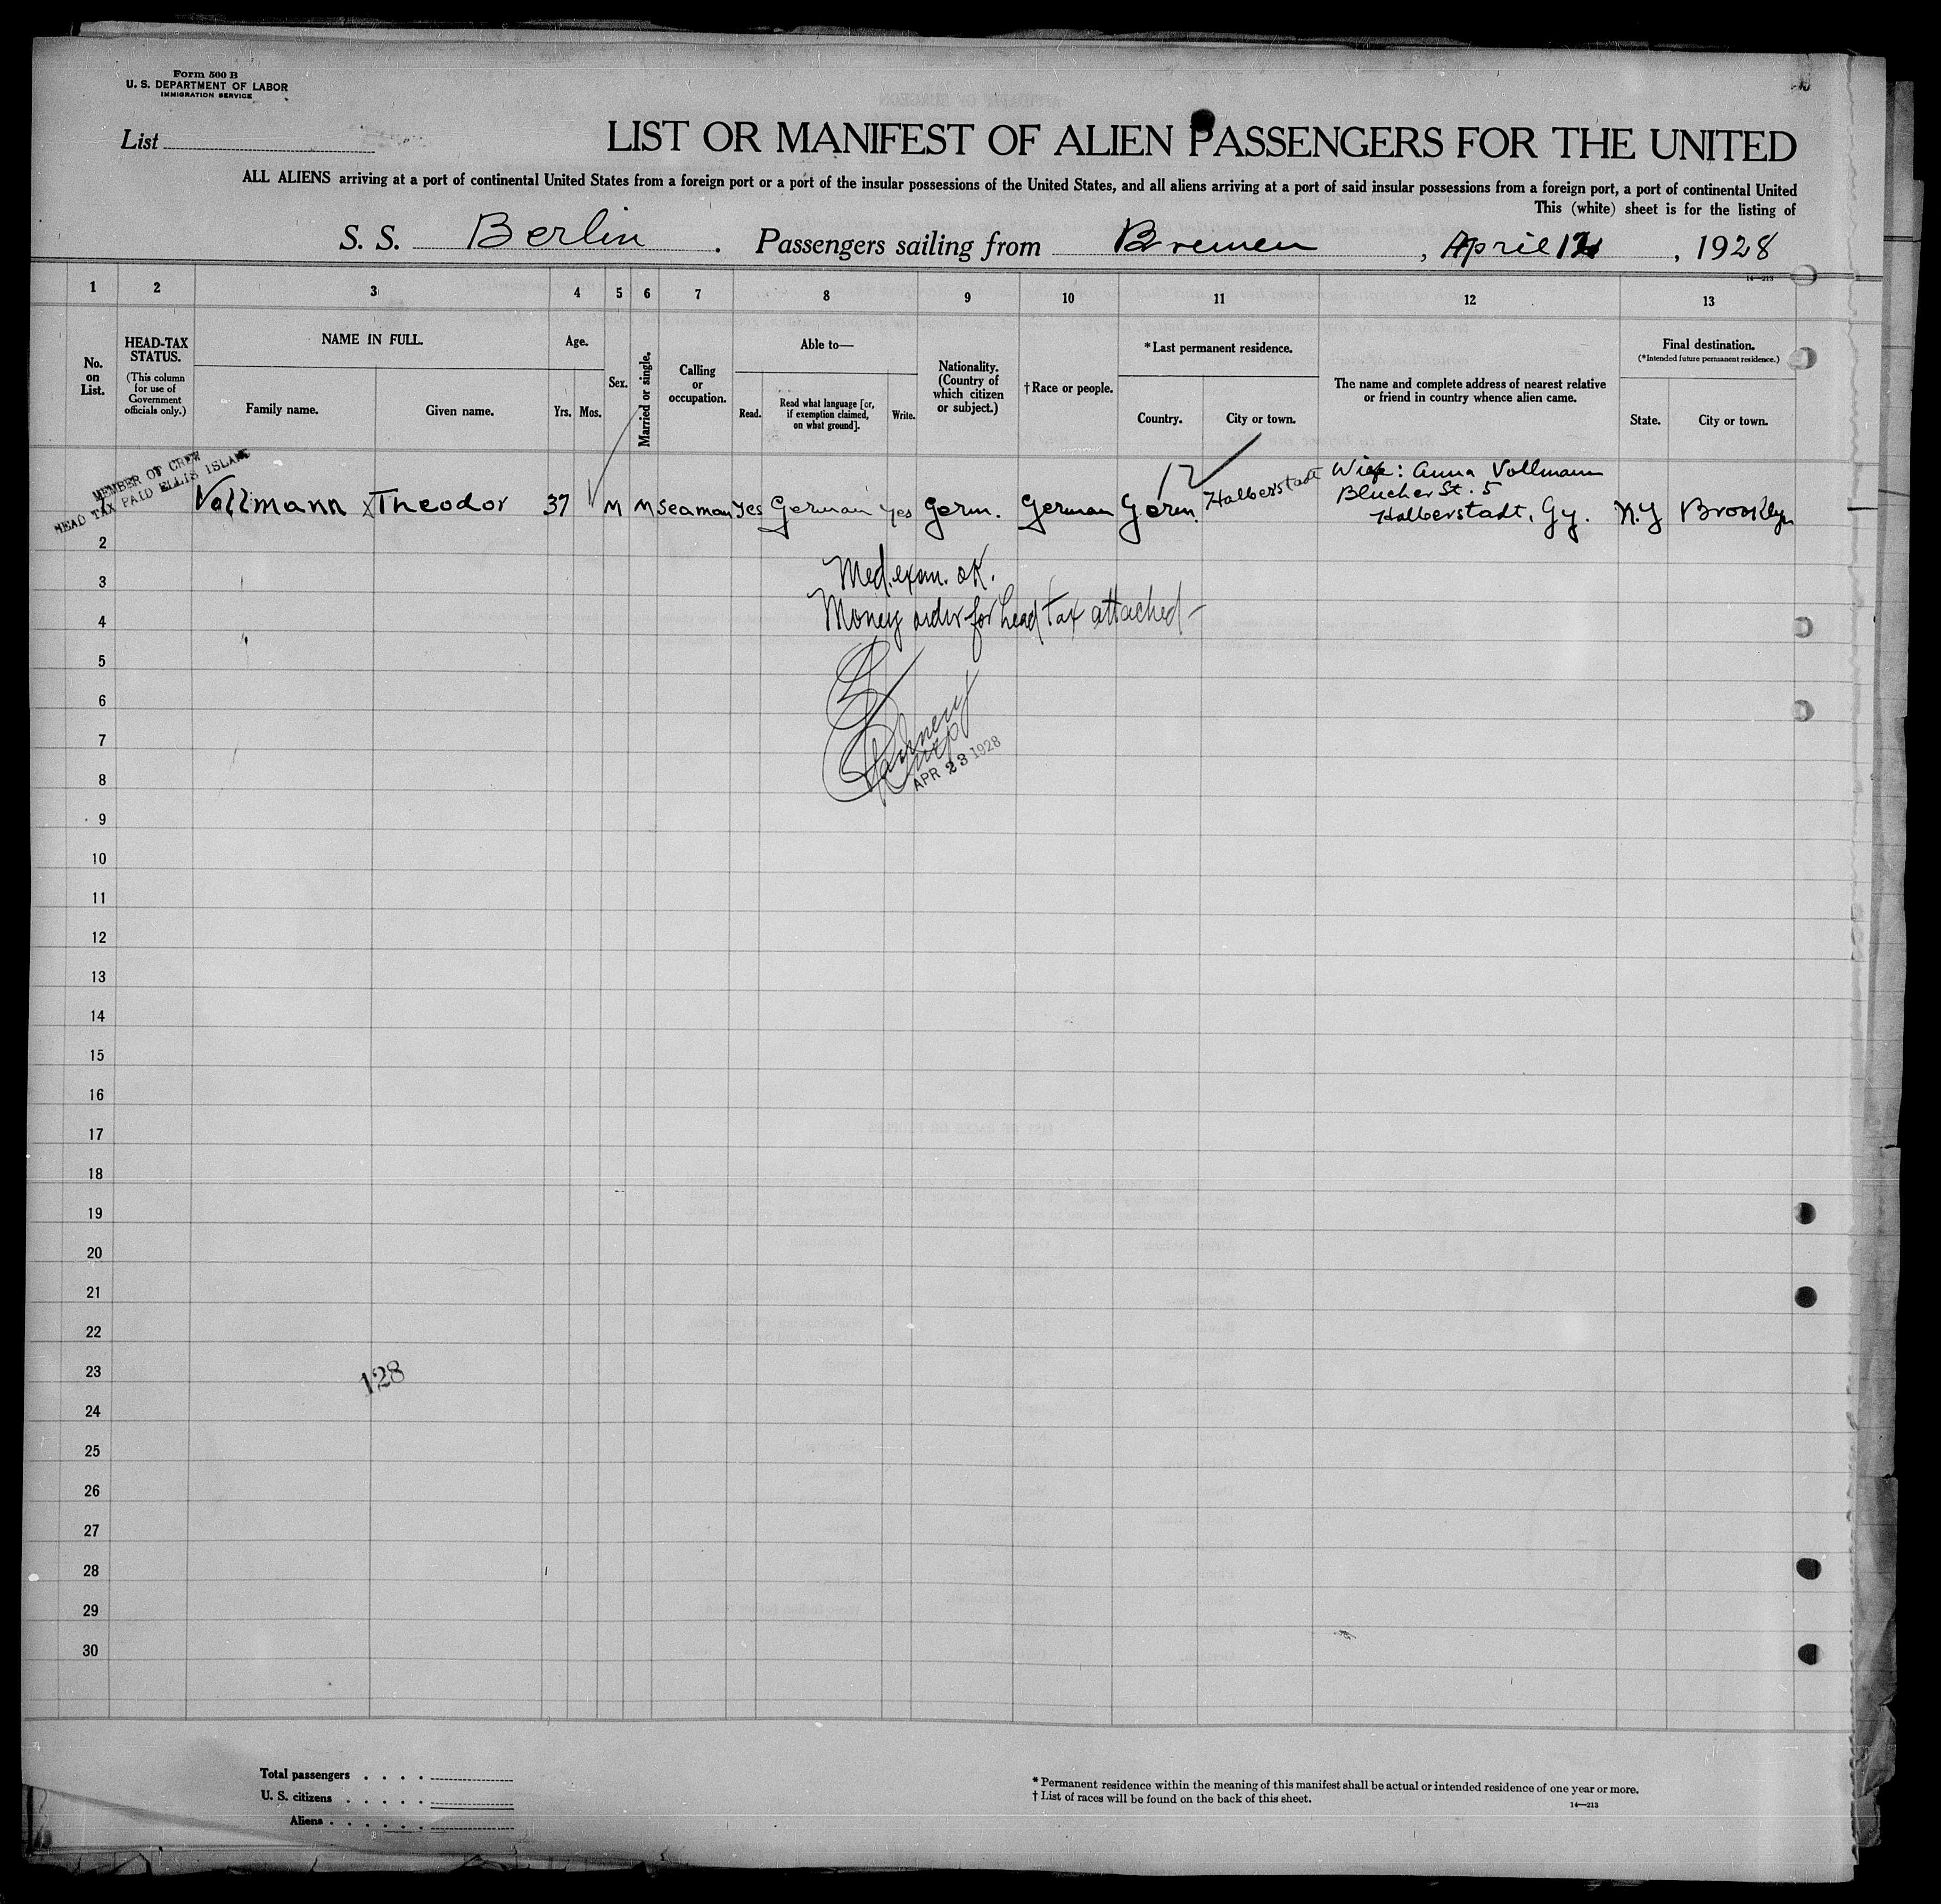 Form 500 B
U. S. DEPARTMENT OF LABOR
IMMIGRATION SERVICE
List
LIST OR MANIFEST OF ALIEN PASSENGERS FOR THE UNITED
ALL ALIENS arriving at a port of continental United States from a foreign port or a port of the insular possessions of the United States, and all aliens arriving at a port of said insular possessions from a foreign port, a port of continental United
This (white) sheet is for the listing of
S. S. Berlin. Passengers sailing from Bremen, April, 1928
14—213
1 2 3 4 5 6 7 8 9 10 11 12 13
No. on List.
HEAD-TAX STATUS.
(This column for use of Government officials only.)
NAME IN FULL.
Family name.
Given name.
Age.
Yrs. Mos.
Sex.
Married or single.
Calling or occupation.
Able to—
Read.
Read what language [or, if exemption claimed, on what ground].
Write.
Nationality. (Country of which citizen or subject.)
†Race or people.
*Last permanent residence.
Country.
City or town.
The name and complete address of nearest relative or friend in country whence alien came.
Final destination.
(*Intended future permanent residence.)
State.
City or town.
MEMBER OF CREW
HEAD TAX PAID ELLIS ISLAND
12
Vollmann X Theodor 37 M M Seaman Yes German Yes Germ. German Germ. Halberstadt Wife: Anna Vollmann
Blucher St. 5
Halberstadt, Gy. N.Y Brooklyn
2
Med. exam. ok.
3
Money order for head tax attached –
4
5
6
7
APR 23 1928
8
9
10
11
12
13
14
15
16
17
18
19
20
21
22
23
128
24
25
26
27
28
29
30
Total passengers . . . .
U. S. citizens . . . . .
Aliens . . . . . .
* Permanent residence within the meaning of this manifest shall be actual or intended residence of one year or more.
† List of races will be found on the back of this sheet.
14—213